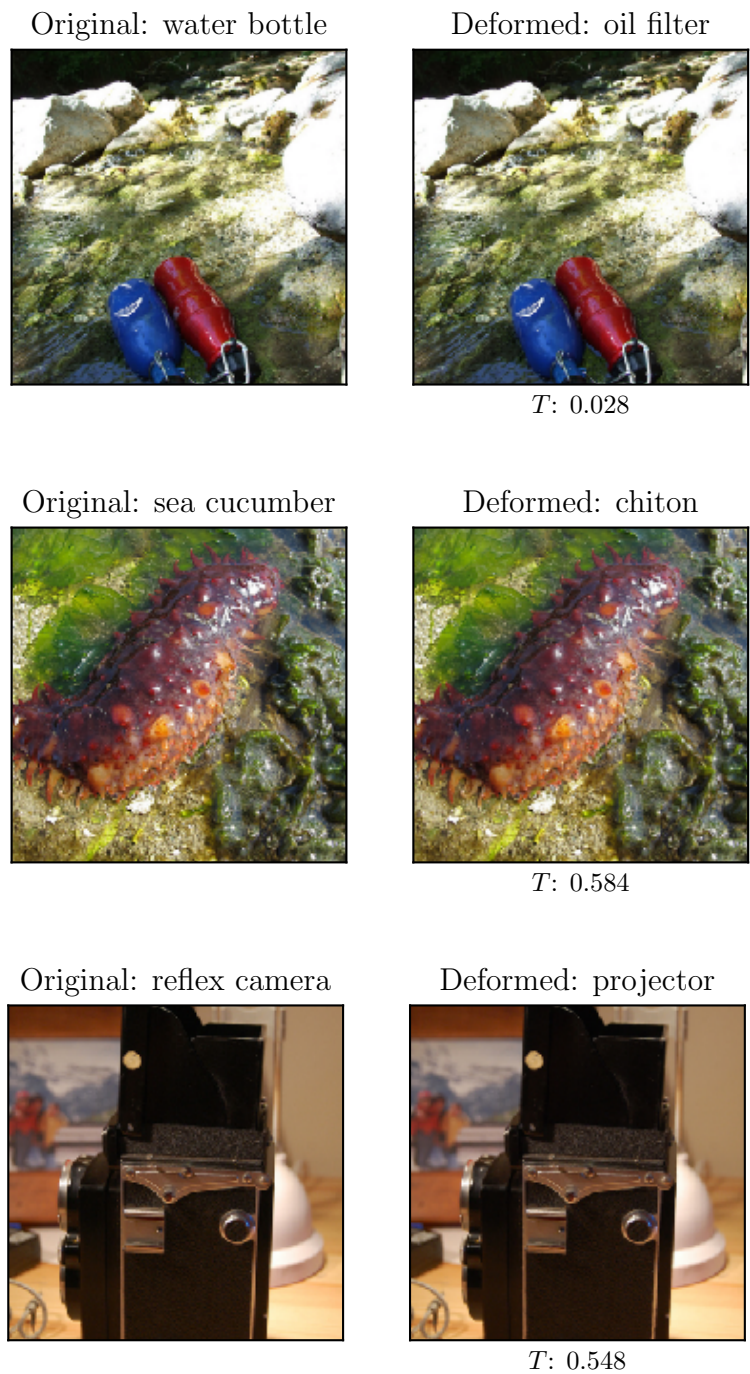 Original: water bottle
Deformed: oil filter
T: 0.028
Original: sea cucumber
Deformed: chiton
T: 0.584
Original: reflex camera
Deformed: projector
T: 0.548